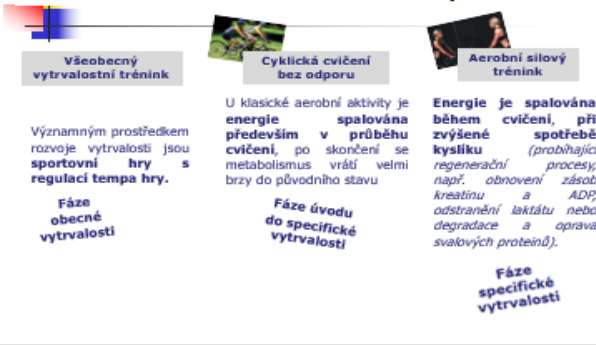 Všeobecný
vytrvalostní trénink
Významným prostředkem
rozvoje vytrvalosti jsou
sportovní hry s
regulací tempa hry.
Fáze
obecné
vytrvalosti
Cyklická cvičení
bez odporu
U klasické aerobní aktivity je
energie spalována
především v průběhu
cvičení, po skončení se
metabolismus vrátí velmi
brzy do původního stavu
Fáze úvodu
do specifické
vytrvalosti
Aerobní silový
trénink
Energie je spalována
během cvičení, při
zvýšené spotřebě
kyslíku (probíhající
regenerační procesy,
např. obnovení zásob
kreatinu a ADP,
odstranění laktátu nebo
degradace a oprava
svalových proteinů).
Fáze
specifické
vytrvalosti